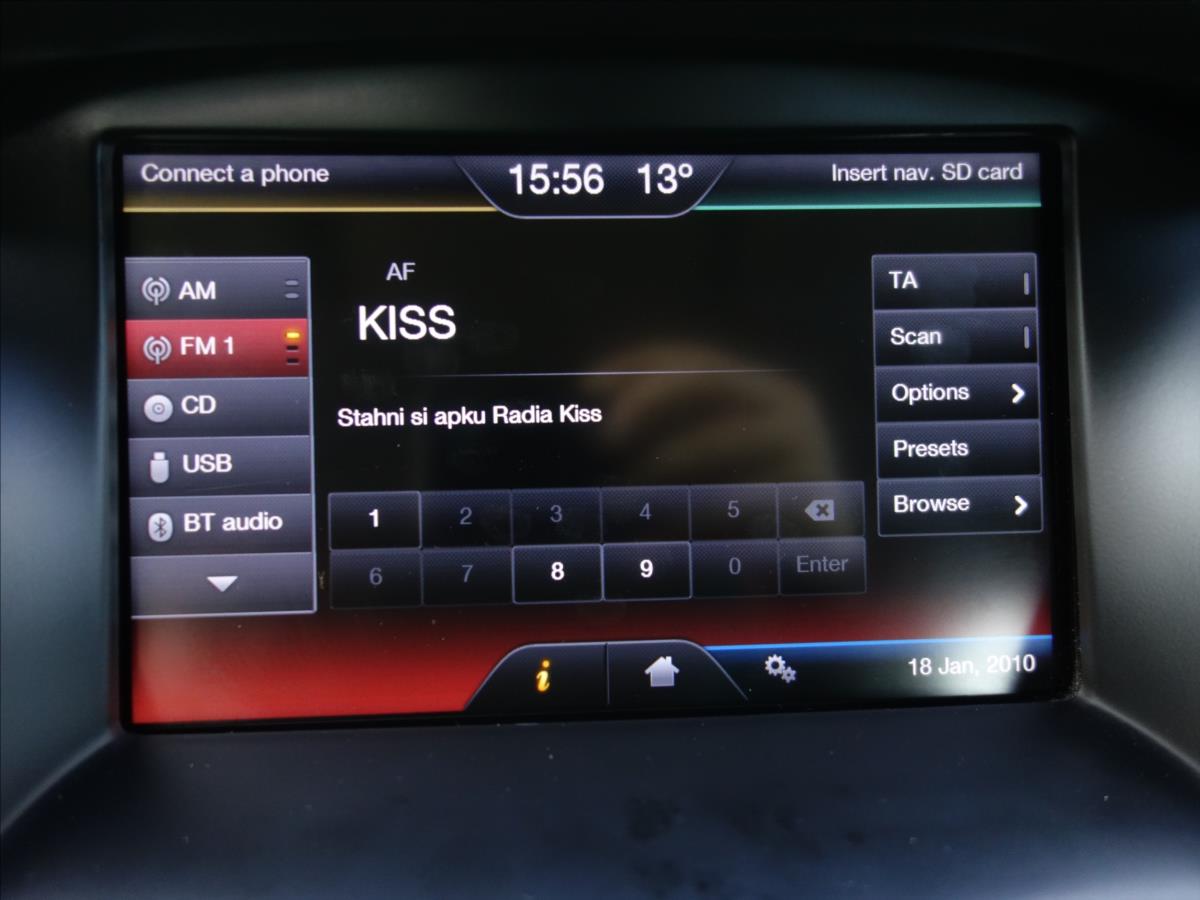 Connect a phone
15:56 13°
Insert nav. SD card
AM
FM 1
CD
USB
BT audio
AF
KISS
Stahni si apku Radia Kiss
1 2 3 4 5
6 7 8 9 0 Enter
TA
Scan
Options
Presets
Browse
i
18 Jan, 2010